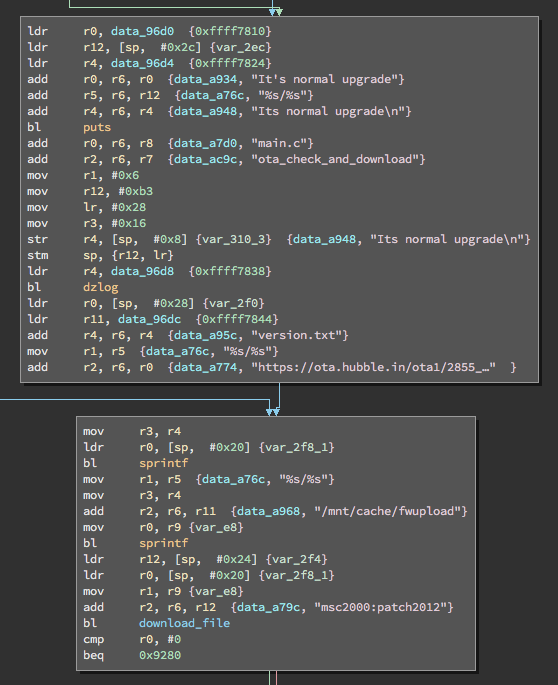 ldr r0, data_96d0 {0xffff7810}
ldr r12, [sp, #0x2c] {var_2ec}
ldr r4, data_96d4 {0xffff7824}
add r0, r6, r0 {data_a934, "It's normal upgrade"}
add r5, r6, r12 {data_a76c, "%s/%s"}
add r4, r6, r4 {data_a948, "Its normal upgrade\n"}
bl puts
add r0, r6, r8 {data_a7d0, "main.c"}
add r2, r6, r7 {data_ac9c, "ota_check_and_download"}
mov r1, #0x6
mov r12, #0xb3
mov lr, #0x28
mov r3, #0x16
str r4, [sp, #0x8] {var_310_3} {data_a948, "Its normal upgrade\n"}
stm sp, {r12, lr}
ldr r4, data_96d8 {0xffff7838}
bl dzlog
ldr r0, [sp, #0x28] {var_2f0}
ldr r11, data_96dc {0xffff7844}
add r4, r6, r4 {data_a95c, "version.txt"}
mov r1, r5 {data_a76c, "%s/%s"}
add r2, r6, r0 {data_a774, "https://ota.hubble.in/ota1/2855_…" }
mov r3, r4
ldr r0, [sp, #0x20] {var_2f8_1}
bl sprintf
mov r1, r5 {data_a76c, "%s/%s"}
mov r3, r4
add r2, r6, r11 {data_a968, "/mnt/cache/fwupload"}
mov r0, r9 {var_e8}
bl sprintf
ldr r12, [sp, #0x24] {var_2f4}
ldr r0, [sp, #0x20] {var_2f8_1}
mov r1, r9 {var_e8}
add r2, r6, r12 {data_a79c, "msc2000:patch2012"}
bl download_file
cmp r0, #0
beq 0x9280